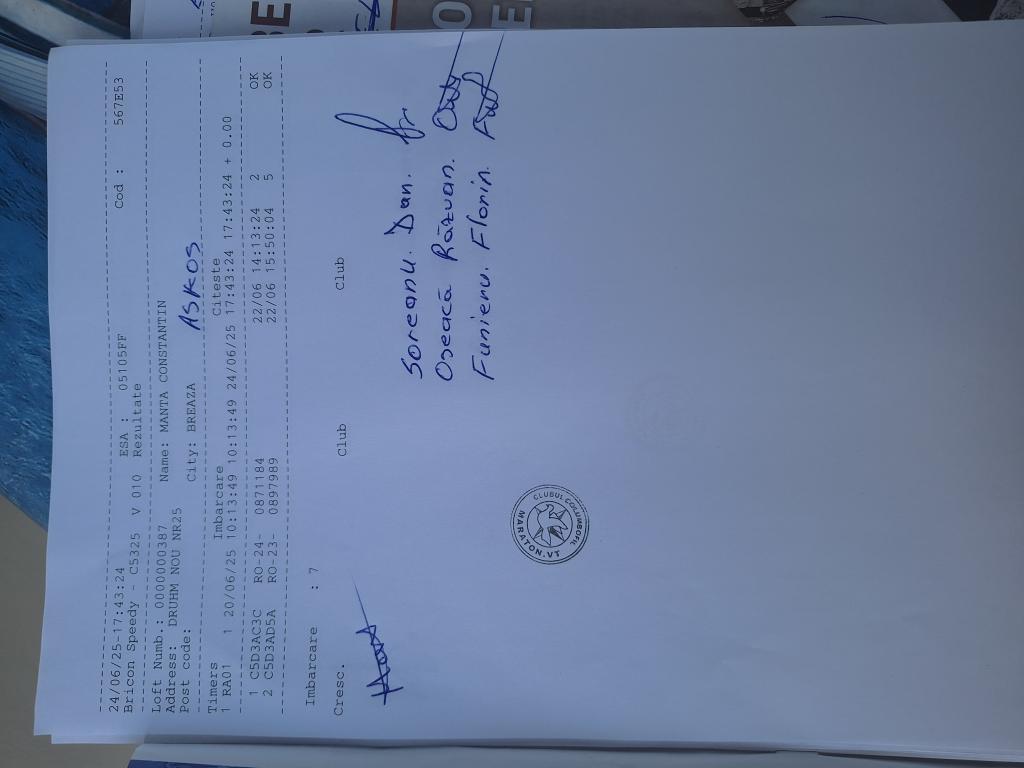 24/06/25-17:43:24 ESA : 05105FF Cod : 567E53
Bricon Speedy - C5325 V 010 Rezultate
Loft Numb.: 0000000387 Name: MANTA CONSTANTIN
Address: DRUHM NOU NR25
Post code: City: BREAZA
ASKOS
Timers Imbarcare Citeste
1 RA01 1 20/06/25 10:13:49 10:13:49 24/06/25 17:43:24 17:43:24 + 0.00
1 C5D3AC3C RO-24- 0871184 22/06 14:13:24 2 OK
2 C5D3AD5A RO-23- 0897989 22/06 15:50:04 5 OK
Imbarcare : 7
Cresc. Club Club
Soreanu. Dan.
Oseacă Răzvan.
Funieru. Florin.
CLUBUL COLUMBOFIL
MARATON.VT